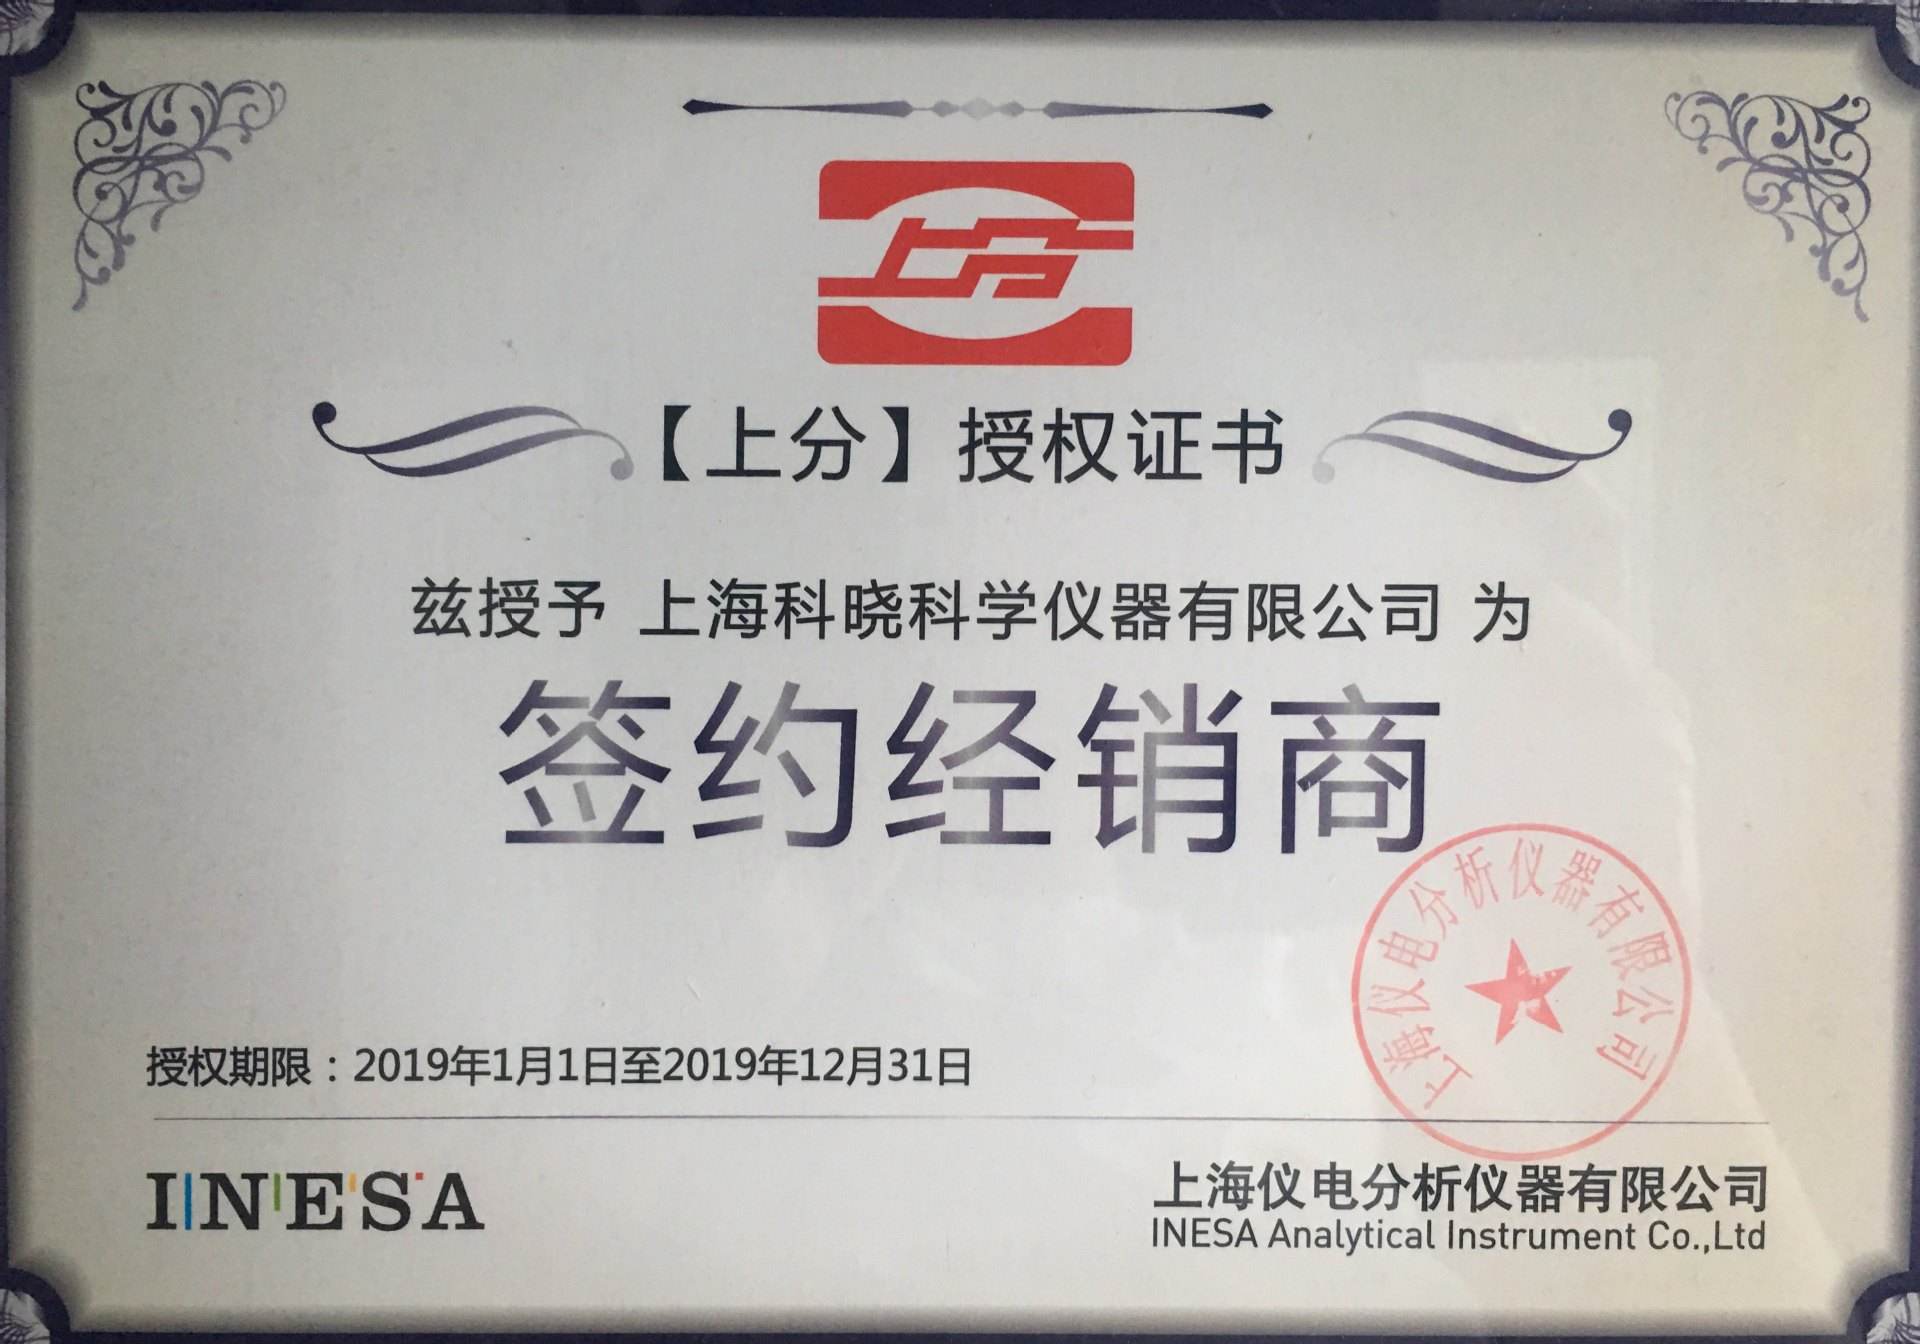 上分
【上分】授权证书
兹授予 上海科晓科学仪器有限公司 为
签约经销商
上海仪电分析仪器有限公司
授权期限：2019年1月1日至2019年12月31日
INESA
上海仪电分析仪器有限公司
INESA Analytical Instrument Co.,Ltd